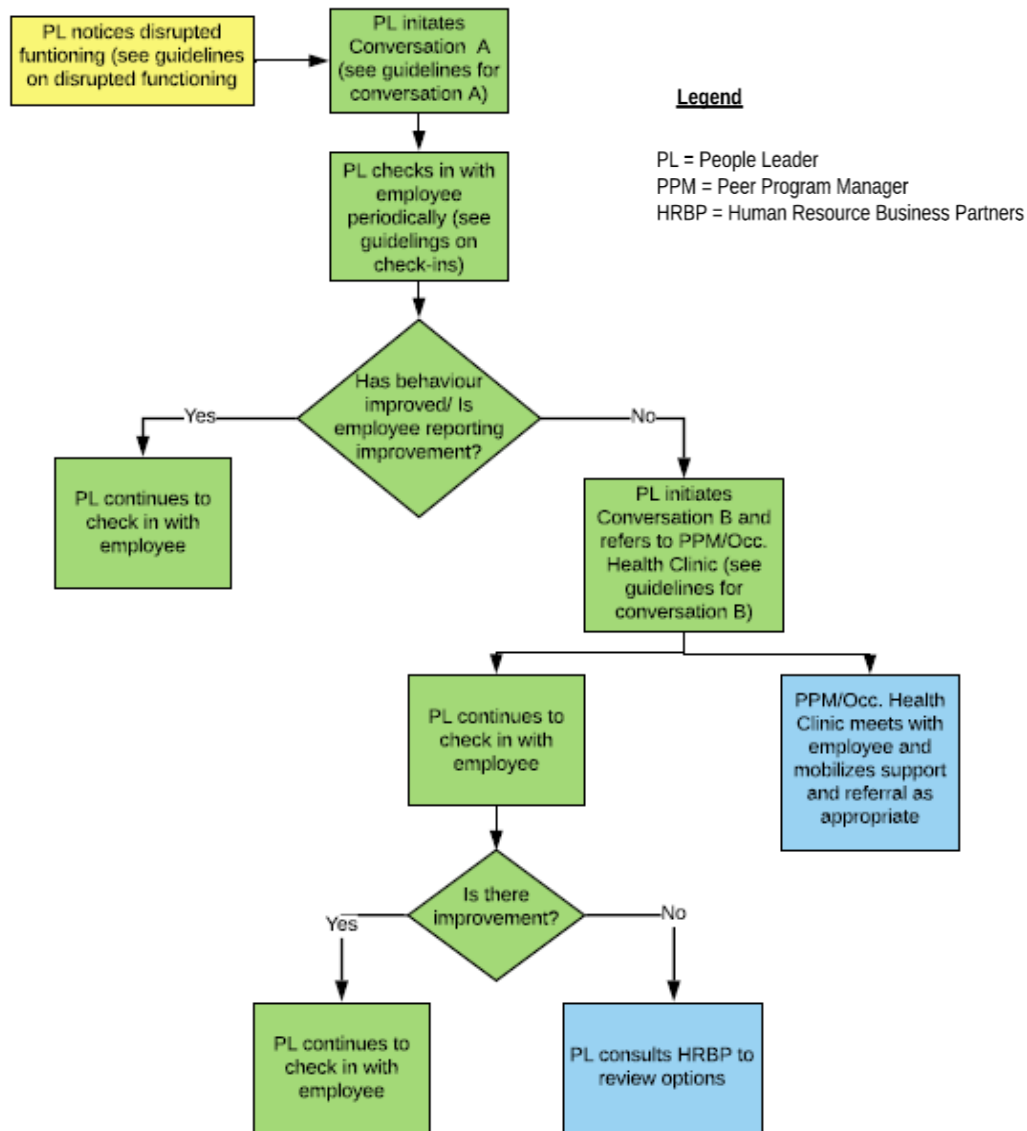 PL notices disrupted
funtioning (see guidelines
on disrupted functioning
PL initates
Conversation A
(see guidelines for
conversation A)
Legend
PL = People Leader
PPM = Peer Program Manager
HRBP = Human Resource Business Partners
PL checks in with
employee
periodically (see
guidelings on
check-ins)
Has behaviour
improved/ Is
employee reporting
improvement?
Yes
No
PL continues to
check in with
employee
PL initiates
Conversation B and
refers to PPM/Occ.
Health Clinic (see
guidelines for
conversation B)
PL continues to
check in with
employee
PPM/Occ. Health
Clinic meets with
employee and
mobilizes support
and referral as
appropriate
Is there
improvement?
Yes
No
PL continues to
check in with
employee
PL consults HRBP to
review options